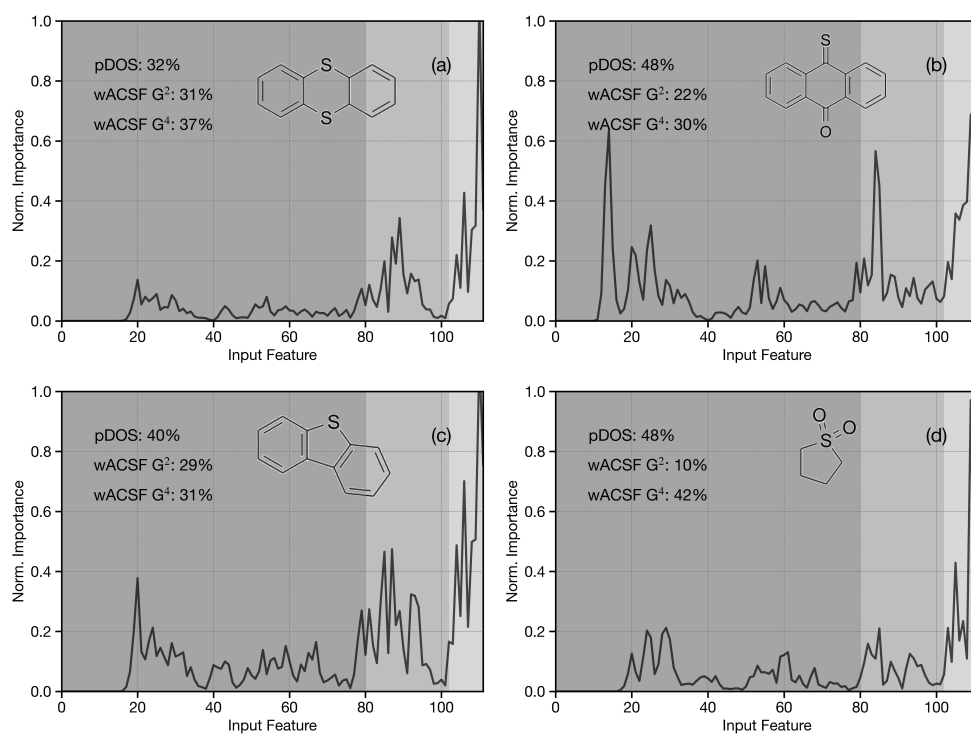 1.0
0.8
0.6
0.4
0.2
0.0
Norm. Importance
0 20 40 60 80 100
Input Feature
pDOS: 32%
wACSF G²: 31%
wACSF G⁴: 37%
(a)
S
S
1.0
0.8
0.6
0.4
0.2
0.0
Norm. Importance
0 20 40 60 80 100
Input Feature
pDOS: 48%
wACSF G²: 22%
wACSF G⁴: 30%
(b)
S
O
1.0
0.8
0.6
0.4
0.2
0.0
Norm. Importance
0 20 40 60 80 100
Input Feature
pDOS: 40%
wACSF G²: 29%
wACSF G⁴: 31%
(c)
S
1.0
0.8
0.6
0.4
0.2
0.0
Norm. Importance
0 20 40 60 80 100
Input Feature
pDOS: 48%
wACSF G²: 10%
wACSF G⁴: 42%
(d)
O
O
S